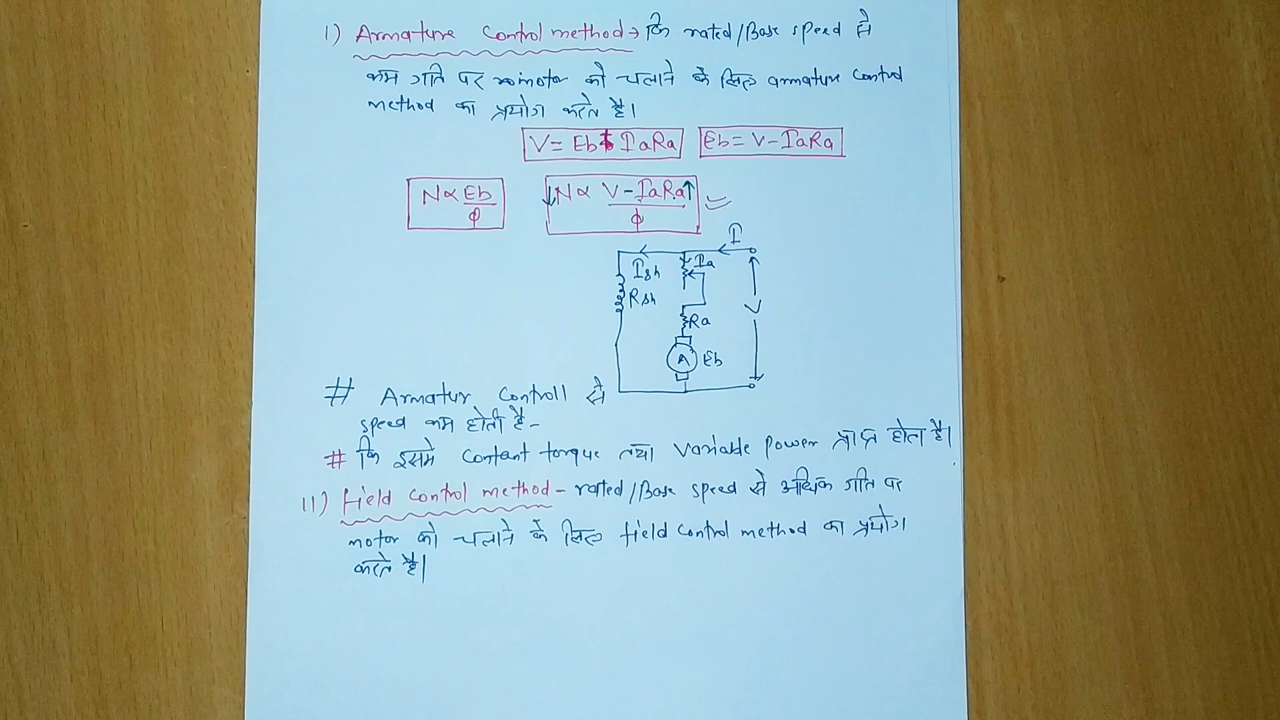 1) Armature Control method → कि rated/Base speed से
कम गति पर motor को चलाने के लिए armature control
method का प्रयोग करते है।
V = Eb + IaRa Eb = V - IaRa
N ∝ Eb/φ ↓N ∝ V - IaRa↑/φ
I
Ish Ia
Rsh
V
Ra
A Eb
# Armatur Controll से
speed कम होती है -
# कि इसमे Contant torque तथा Variable Power प्राप्त होता है।
11) Field Control method - rated/Base speed से अधिक गति पर
motor को चलाने के लिए field Control method का प्रयोग
करते है।